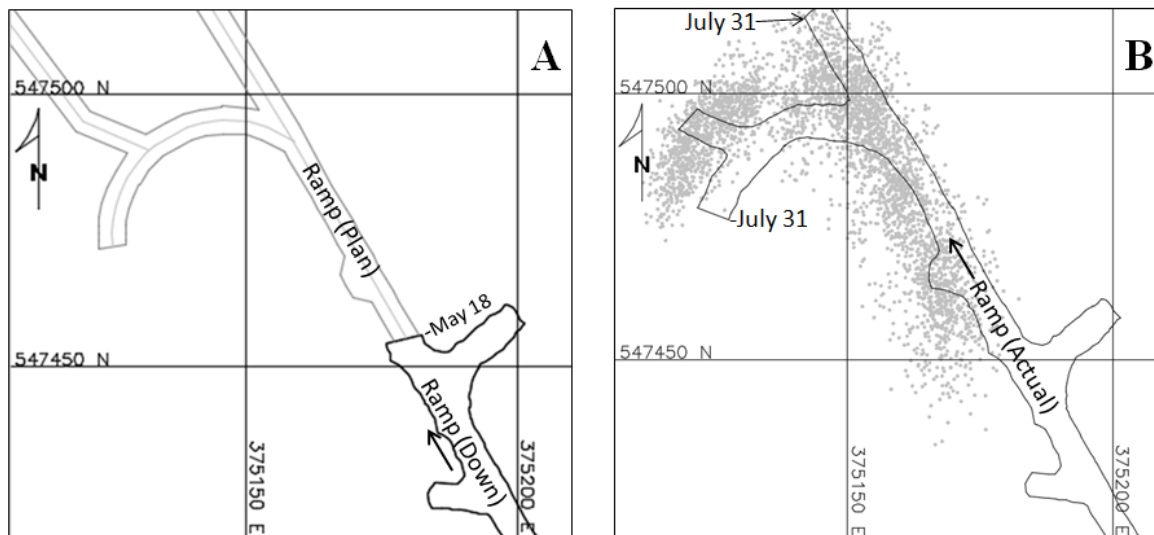 A
547500 N
N
Ramp (Plan)
-May 18
547450 N
Ramp (Down)
375150 E
375200 E
July 31
B
547500 N
N
-July 31
547450 N
Ramp (Actual)
375150 E
375200 E